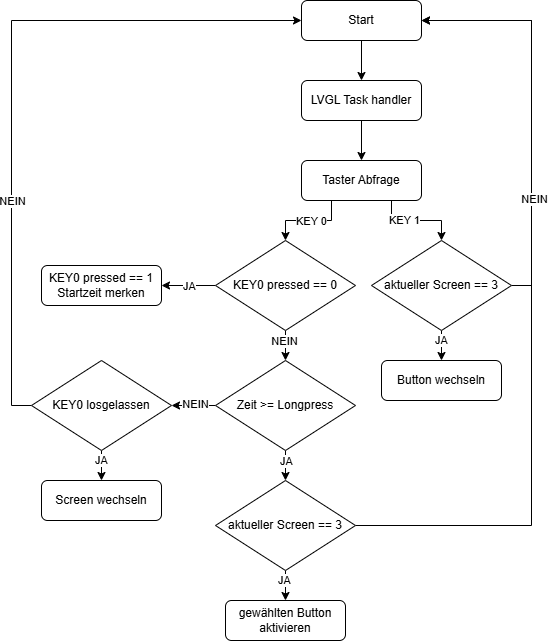 Start
LVGL Task handler
Taster Abfrage
NEIN
NEIN
KEY 0
KEY 1
KEY0 pressed == 1
Startzeit merken
JA
KEY0 pressed == 0
aktueller Screen == 3
NEIN
JA
Button wechseln
KEY0 losgelassen
NEIN
Zeit >= Longpress
JA
JA
Screen wechseln
aktueller Screen == 3
JA
gewählten Button
aktivieren